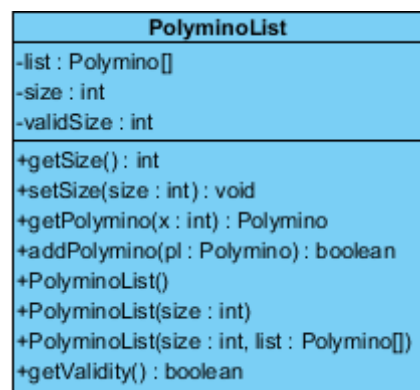 PolyminoList
-list : Polymino[]
-size : int
-validSize : int
+getSize() : int
+setSize(size : int) : void
+getPolymino(x : int) : Polymino
+addPolymino(pl : Polymino) : boolean
+PolyminoList()
+PolyminoList(size : int)
+PolyminoList(size : int, list : Polymino[])
+getValidity() : boolean